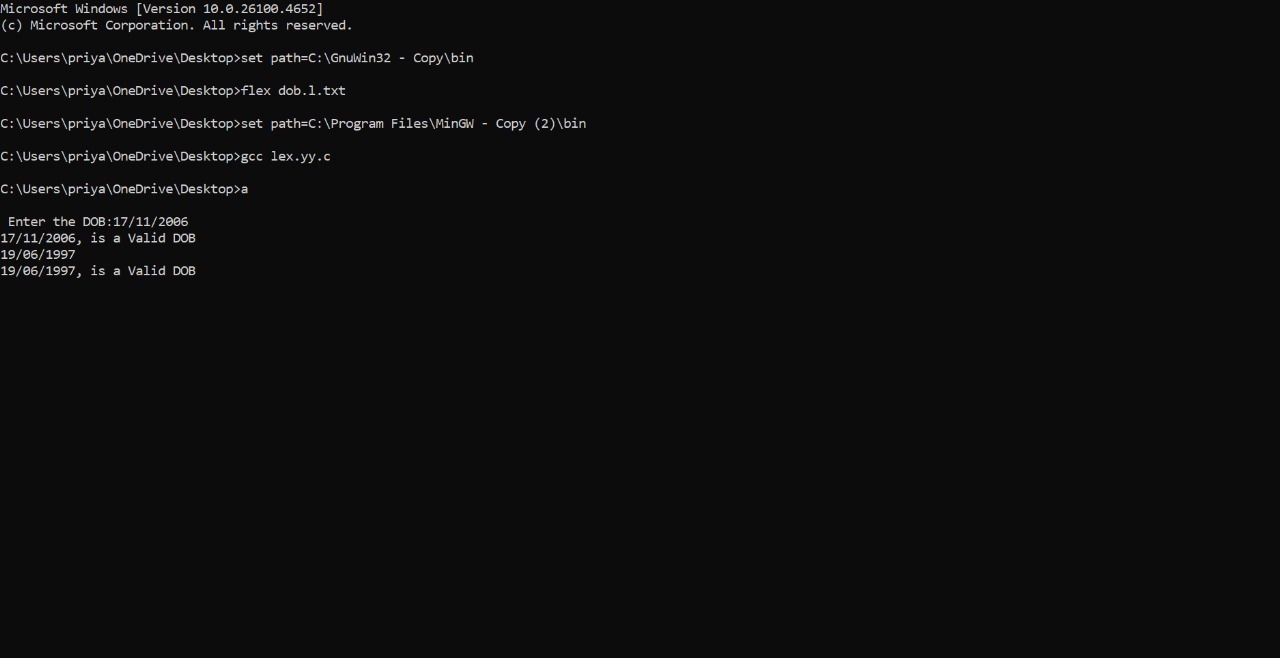 Microsoft Windows [Version 10.0.26100.4652]
(c) Microsoft Corporation. All rights reserved.
C:\Users\priya\OneDrive\Desktop>set path=C:\GnuWin32 - Copy\bin
C:\Users\priya\OneDrive\Desktop>flex dob.l.txt
C:\Users\priya\OneDrive\Desktop>set path=C:\Program Files\MinGW - Copy (2)\bin
C:\Users\priya\OneDrive\Desktop>gcc lex.yy.c
C:\Users\priya\OneDrive\Desktop>a
Enter the DOB:17/11/2006
17/11/2006, is a Valid DOB
19/06/1997
19/06/1997, is a Valid DOB